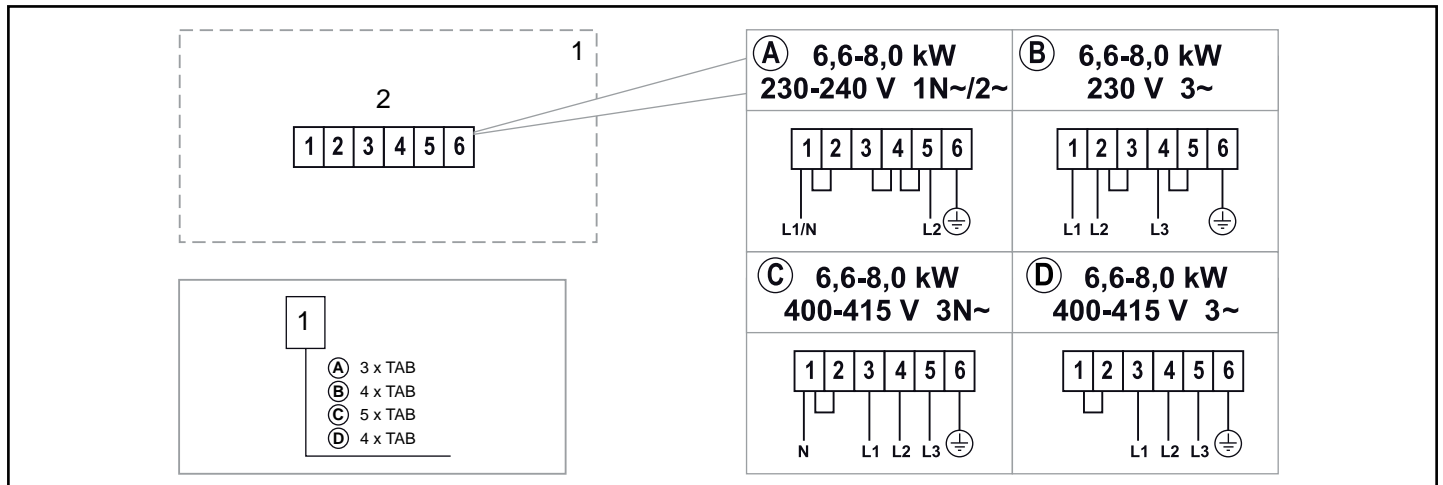 1
2
1 2 3 4 5 6
1
A 3 x TAB
B 4 x TAB
C 5 x TAB
D 4 x TAB
A 6,6-8,0 kW
230-240 V 1N~/2~
1 2 3 4 5 6
L1/N L2
B 6,6-8,0 kW
230 V 3~
1 2 3 4 5 6
L1 L2 L3
C 6,6-8,0 kW
400-415 V 3N~
1 2 3 4 5 6
N L1 L2 L3
D 6,6-8,0 kW
400-415 V 3~
1 2 3 4 5 6
L1 L2 L3